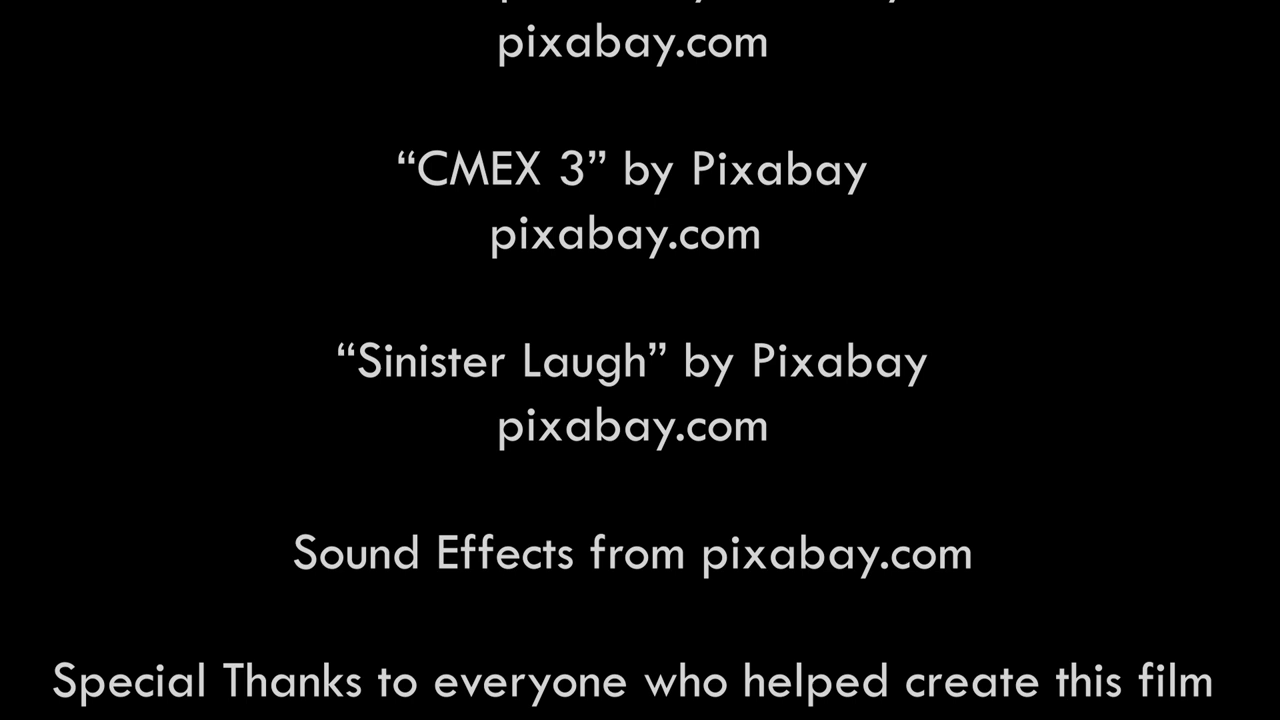 pixabay.com
“CMEX 3” by Pixabay
pixabay.com
“Sinister Laugh” by Pixabay
pixabay.com
Sound Effects from pixabay.com
Special Thanks to everyone who helped create this film